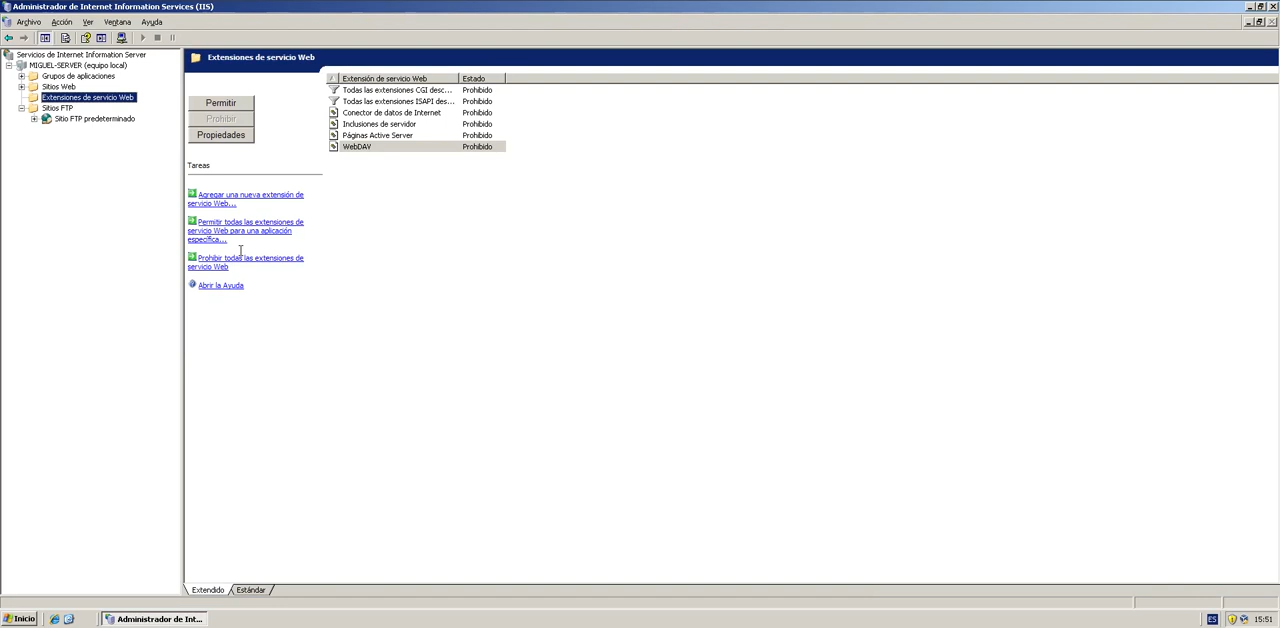 Administrador de Internet Information Services (IIS)
Archivo Acción Ver Ventana Ayuda
Servicios de Internet Information Server
MIGUEL-SERVER (equipo local)
Grupos de aplicaciones
Sitios Web
Extensiones de servicio Web
Sitios FTP
Sitio FTP predeterminado
Extensiones de servicio Web
Permitir
Prohibir
Propiedades
Tareas
Agregar una nueva extensión de
servicio Web...
Permitir todas las extensiones de
servicio Web para una aplicación
específica...
Prohibir todas las extensiones de
servicio Web
Abrir la Ayuda
Extensión de servicio Web Estado
Todas las extensiones CGI desc... Prohibido
Todas las extensiones ISAPI des... Prohibido
Conector de datos de Internet Prohibido
Inclusiones de servidor Prohibido
Páginas Active Server Prohibido
WebDAV Prohibido
Extendido Estándar
Inicio Administrador de Int... ES 15:51